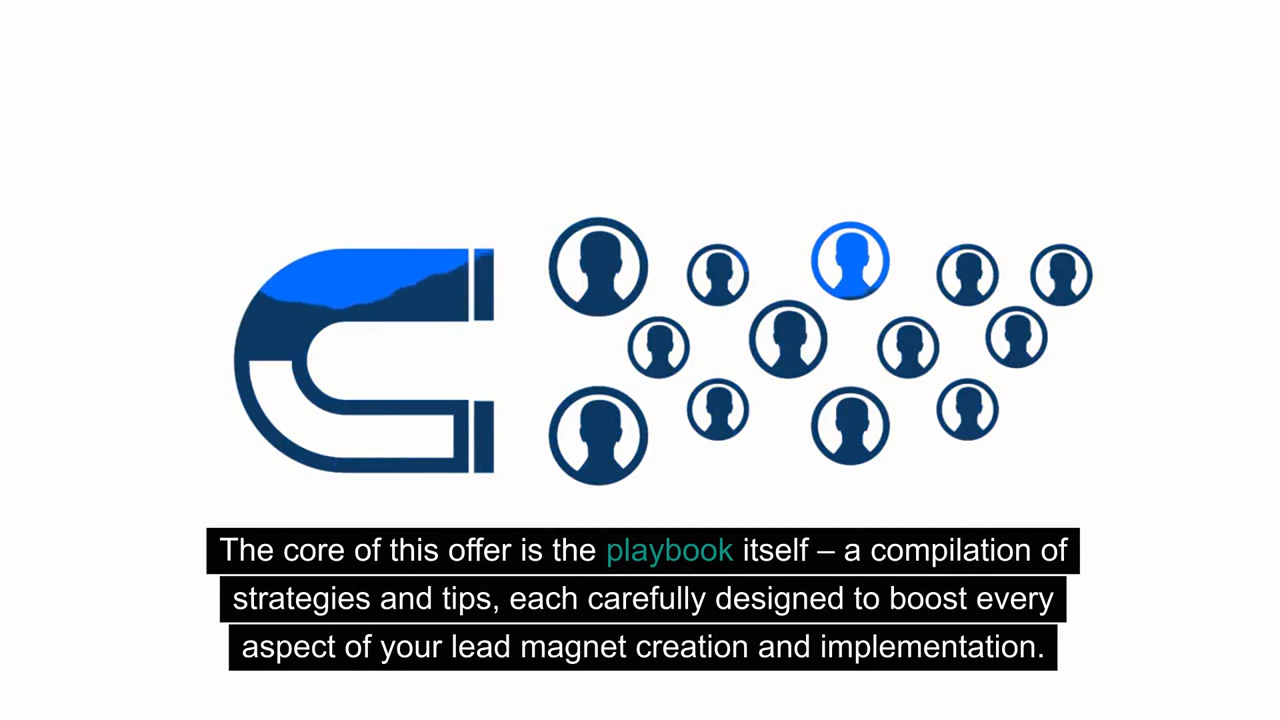 The core of this offer is the playbook itself – a compilation of
strategies and tips, each carefully designed to boost every
aspect of your lead magnet creation and implementation.